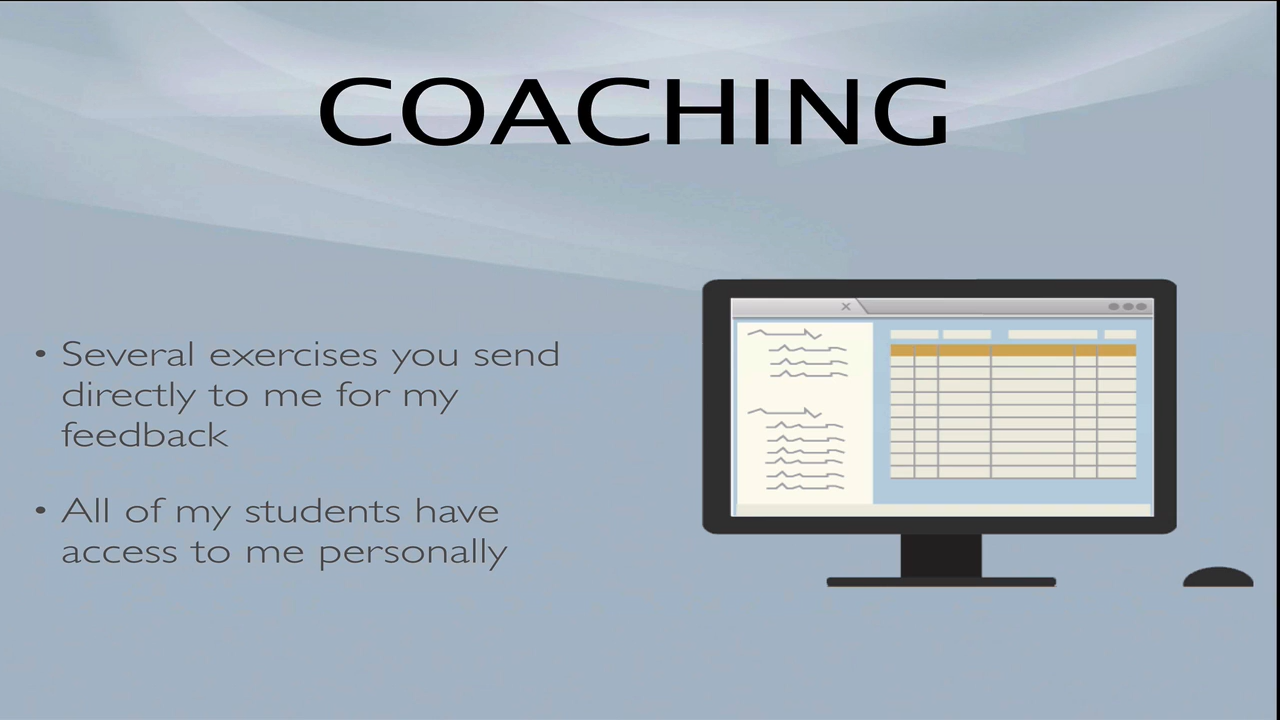 COACHING
• Several exercises you send
directly to me for my
feedback
• All of my students have
access to me personally